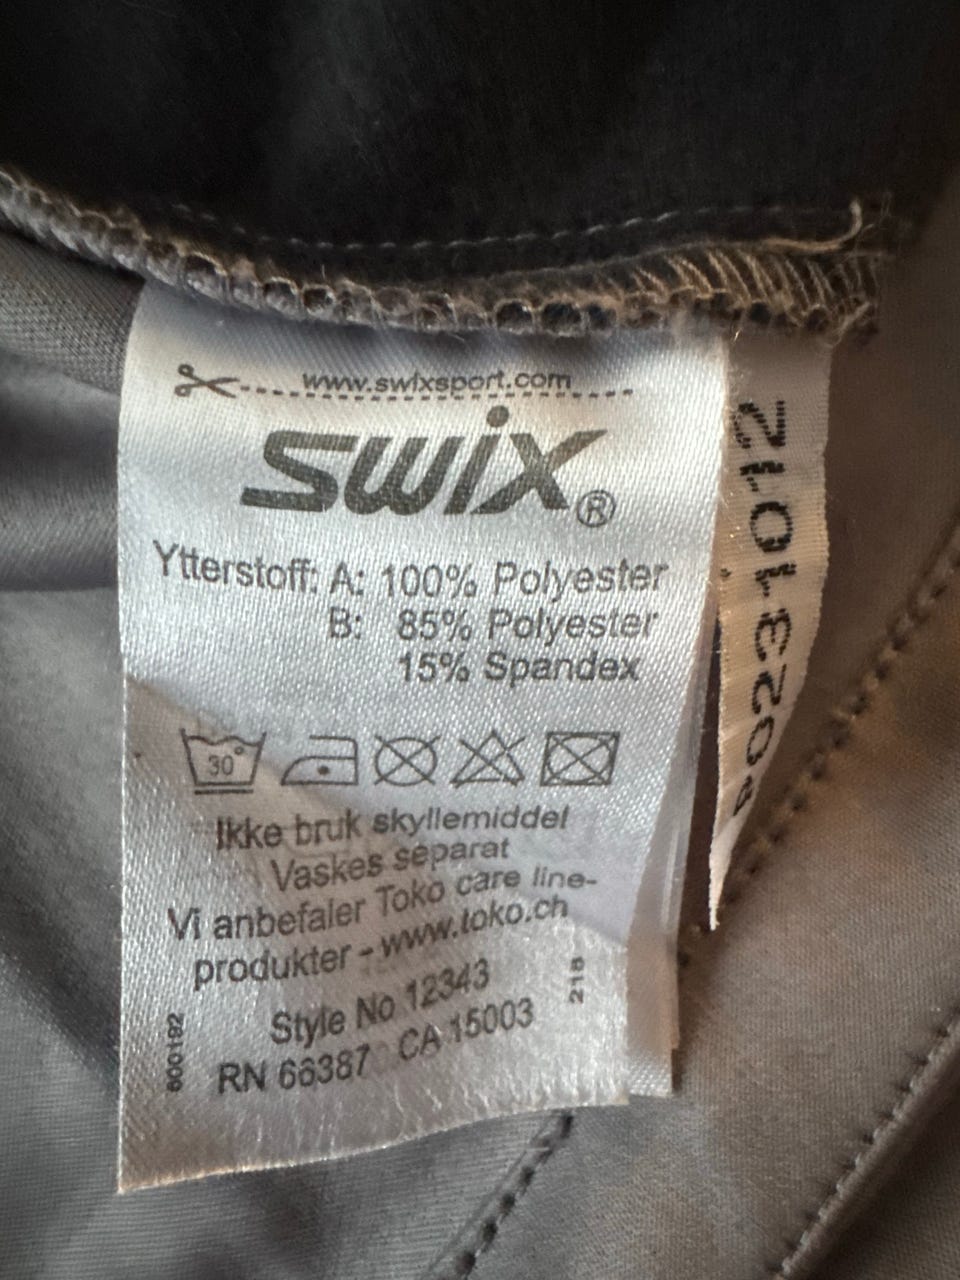 www.swixsport.com
swix®
Ytterstoff: A: 100% Polyester
B: 85% Polyester
15% Spandex
30°
Ikke bruk skyllemiddel
Vaskes separat
Vi anbefaler Toko care line-
produkter - www.toko.ch
Style No 12343
RN 66387 CA 15003
600192
218